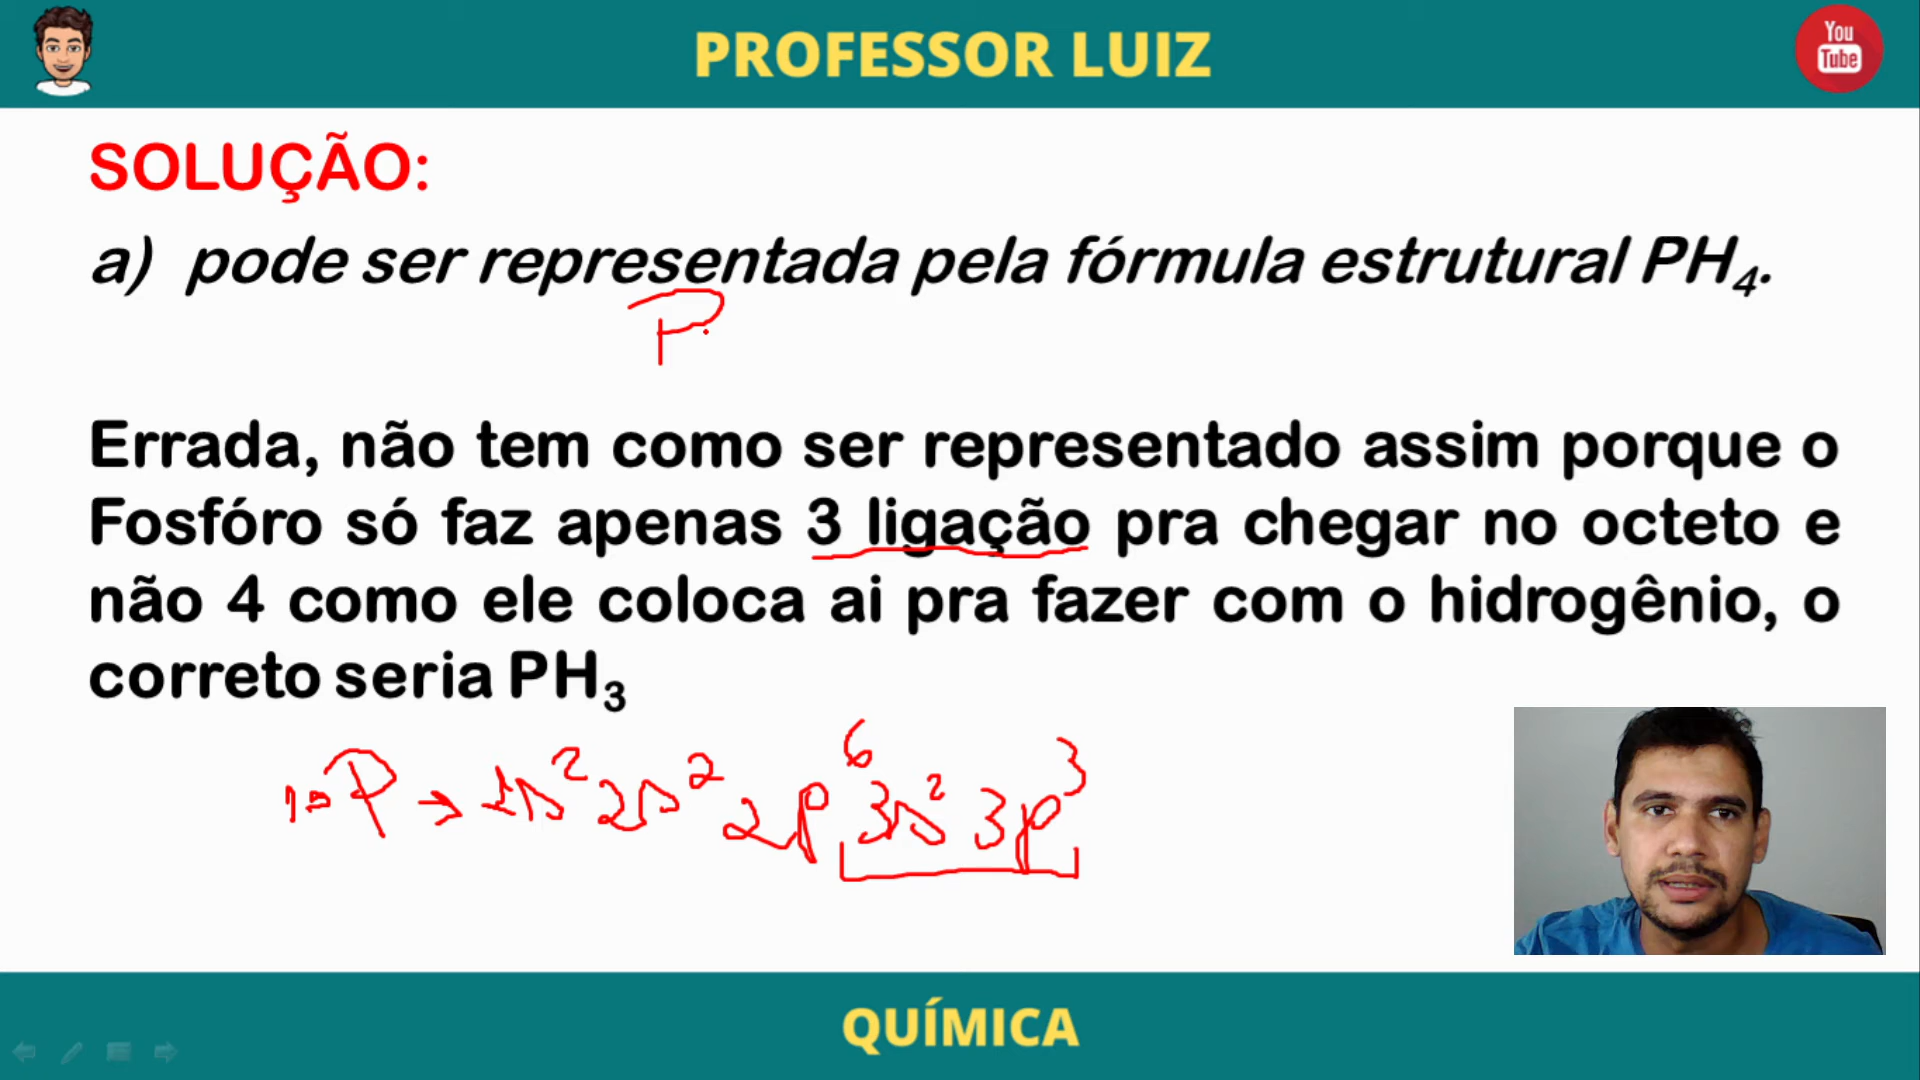 PROFESSOR LUIZ
You
Tube
SOLUÇÃO:
a) pode ser representada pela fórmula estrutural PH₄.
P
Errada, não tem como ser representado assim porque o
Fosfóro só faz apenas 3 ligação pra chegar no octeto e
não 4 como ele coloca ai pra fazer com o hidrogênio, o
correto seria PH₃
P → 1s² 2s² 2p⁶ 3s² 3p³
QUÍMICA